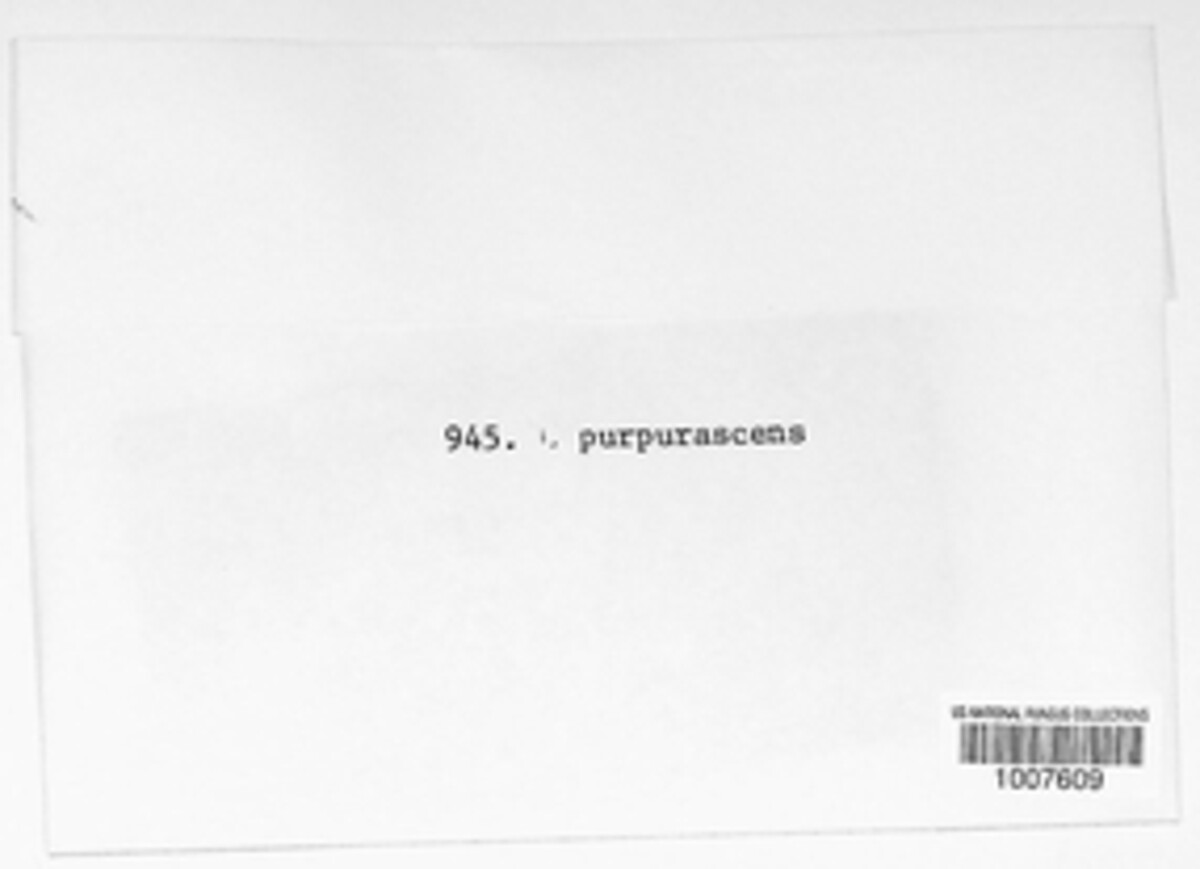 945. purpurascens
US NATIONAL FUNGUS COLLECTIONS
1007609